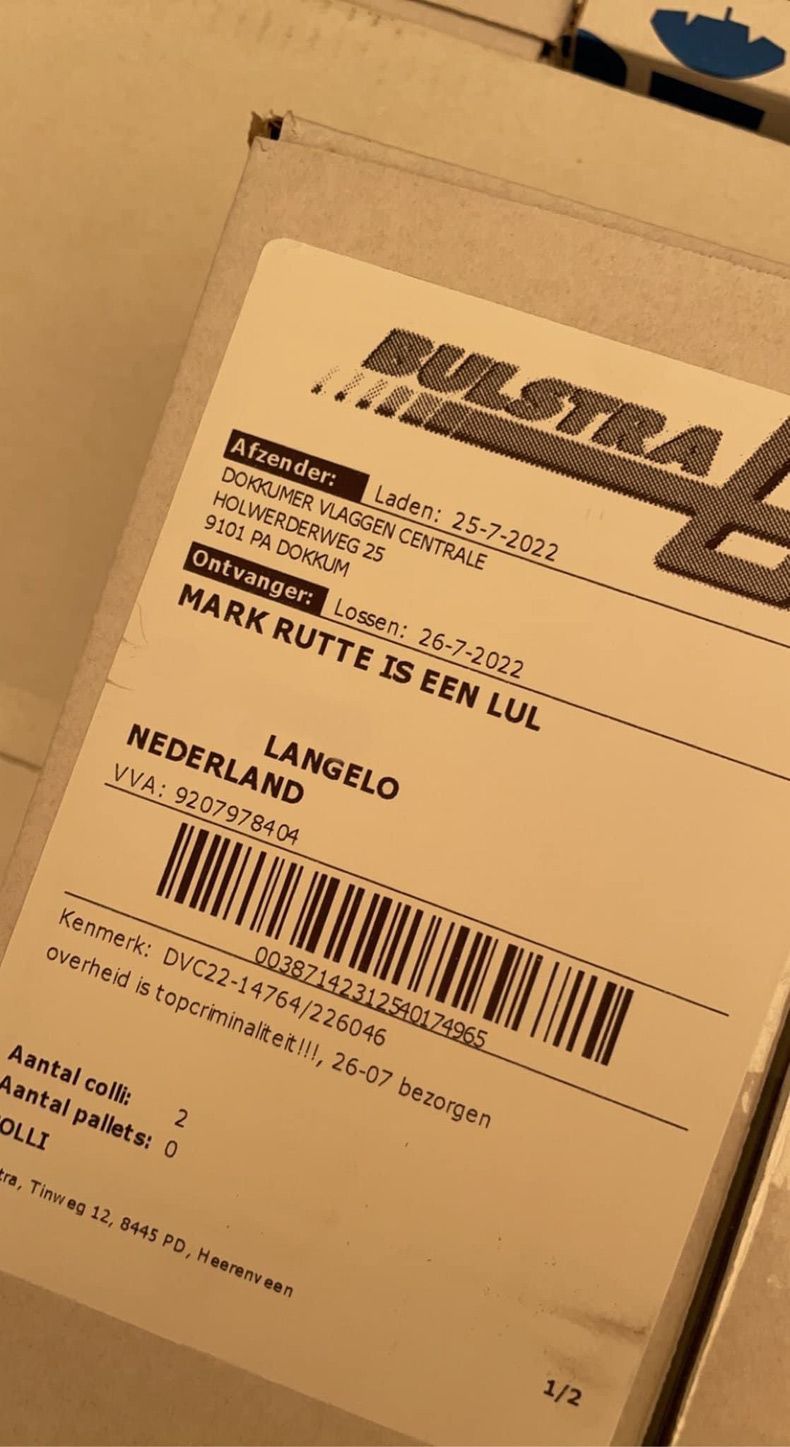 BULSTRA
Afzender: Laden: 25-7-2022
DOKKUMER VLAGGEN CENTRALE
HOLWERDERWEG 25
9101 PA DOKKUM
Ontvanger: Lossen: 26-7-2022
MARK RUTTE IS EEN LUL
LANGELO
NEDERLAND
VVA: 9207978404
00387142312540174965
Kenmerk: DVC22-14764/226046
overheid is topcriminaliteit!!!, 26-07 bezorgen
Aantal colli: 2
Aantal pallets: 0
OLLI
tra, Tinweg 12, 8445 PD, Heerenveen
1/2